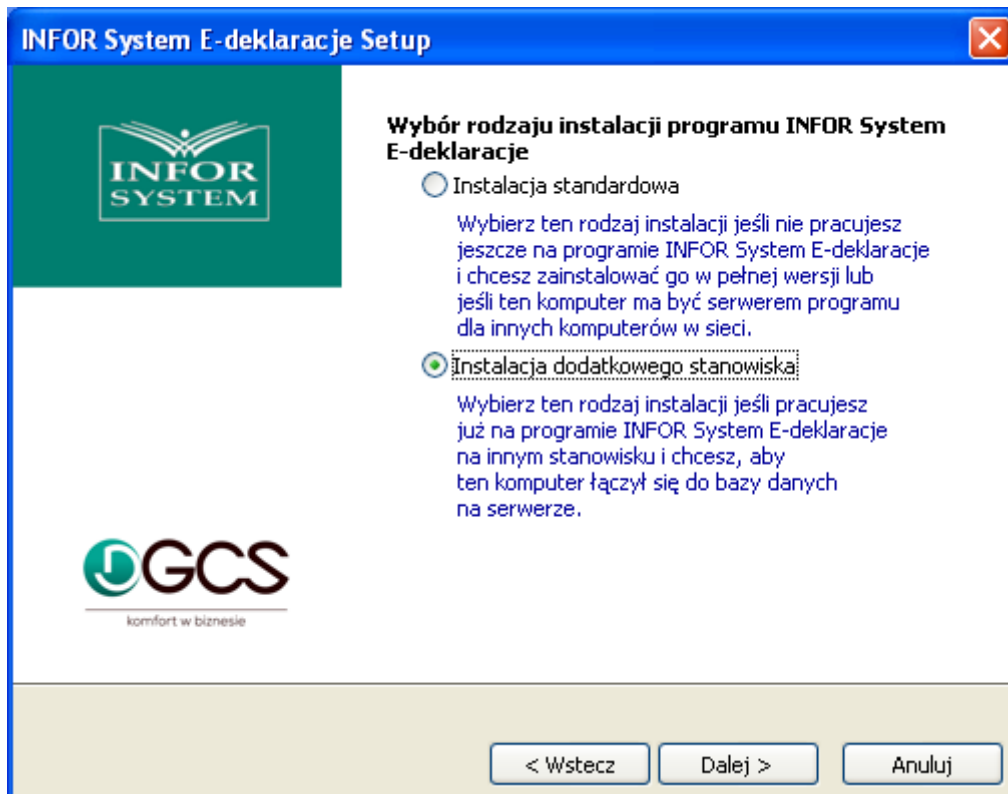 INFOR System E-deklaracje Setup
INFOR
SYSTEM
Wybór rodzaju instalacji programu INFOR System
E-deklaracje
Instalacja standardowa
Wybierz ten rodzaj instalacji jeśli nie pracujesz
jeszcze na programie INFOR System E-deklaracje
i chcesz zainstalować go w pełnej wersji lub
jeśli ten komputer ma być serwerem programu
dla innych komputerów w sieci.
Instalacja dodatkowego stanowiska
Wybierz ten rodzaj instalacji jeśli pracujesz
już na programie INFOR System E-deklaracje
na innym stanowisku i chcesz, aby
ten komputer łączył się do bazy danych
na serwerze.
GCS
komfort w biznesie
< Wstecz
Dalej >
Anuluj